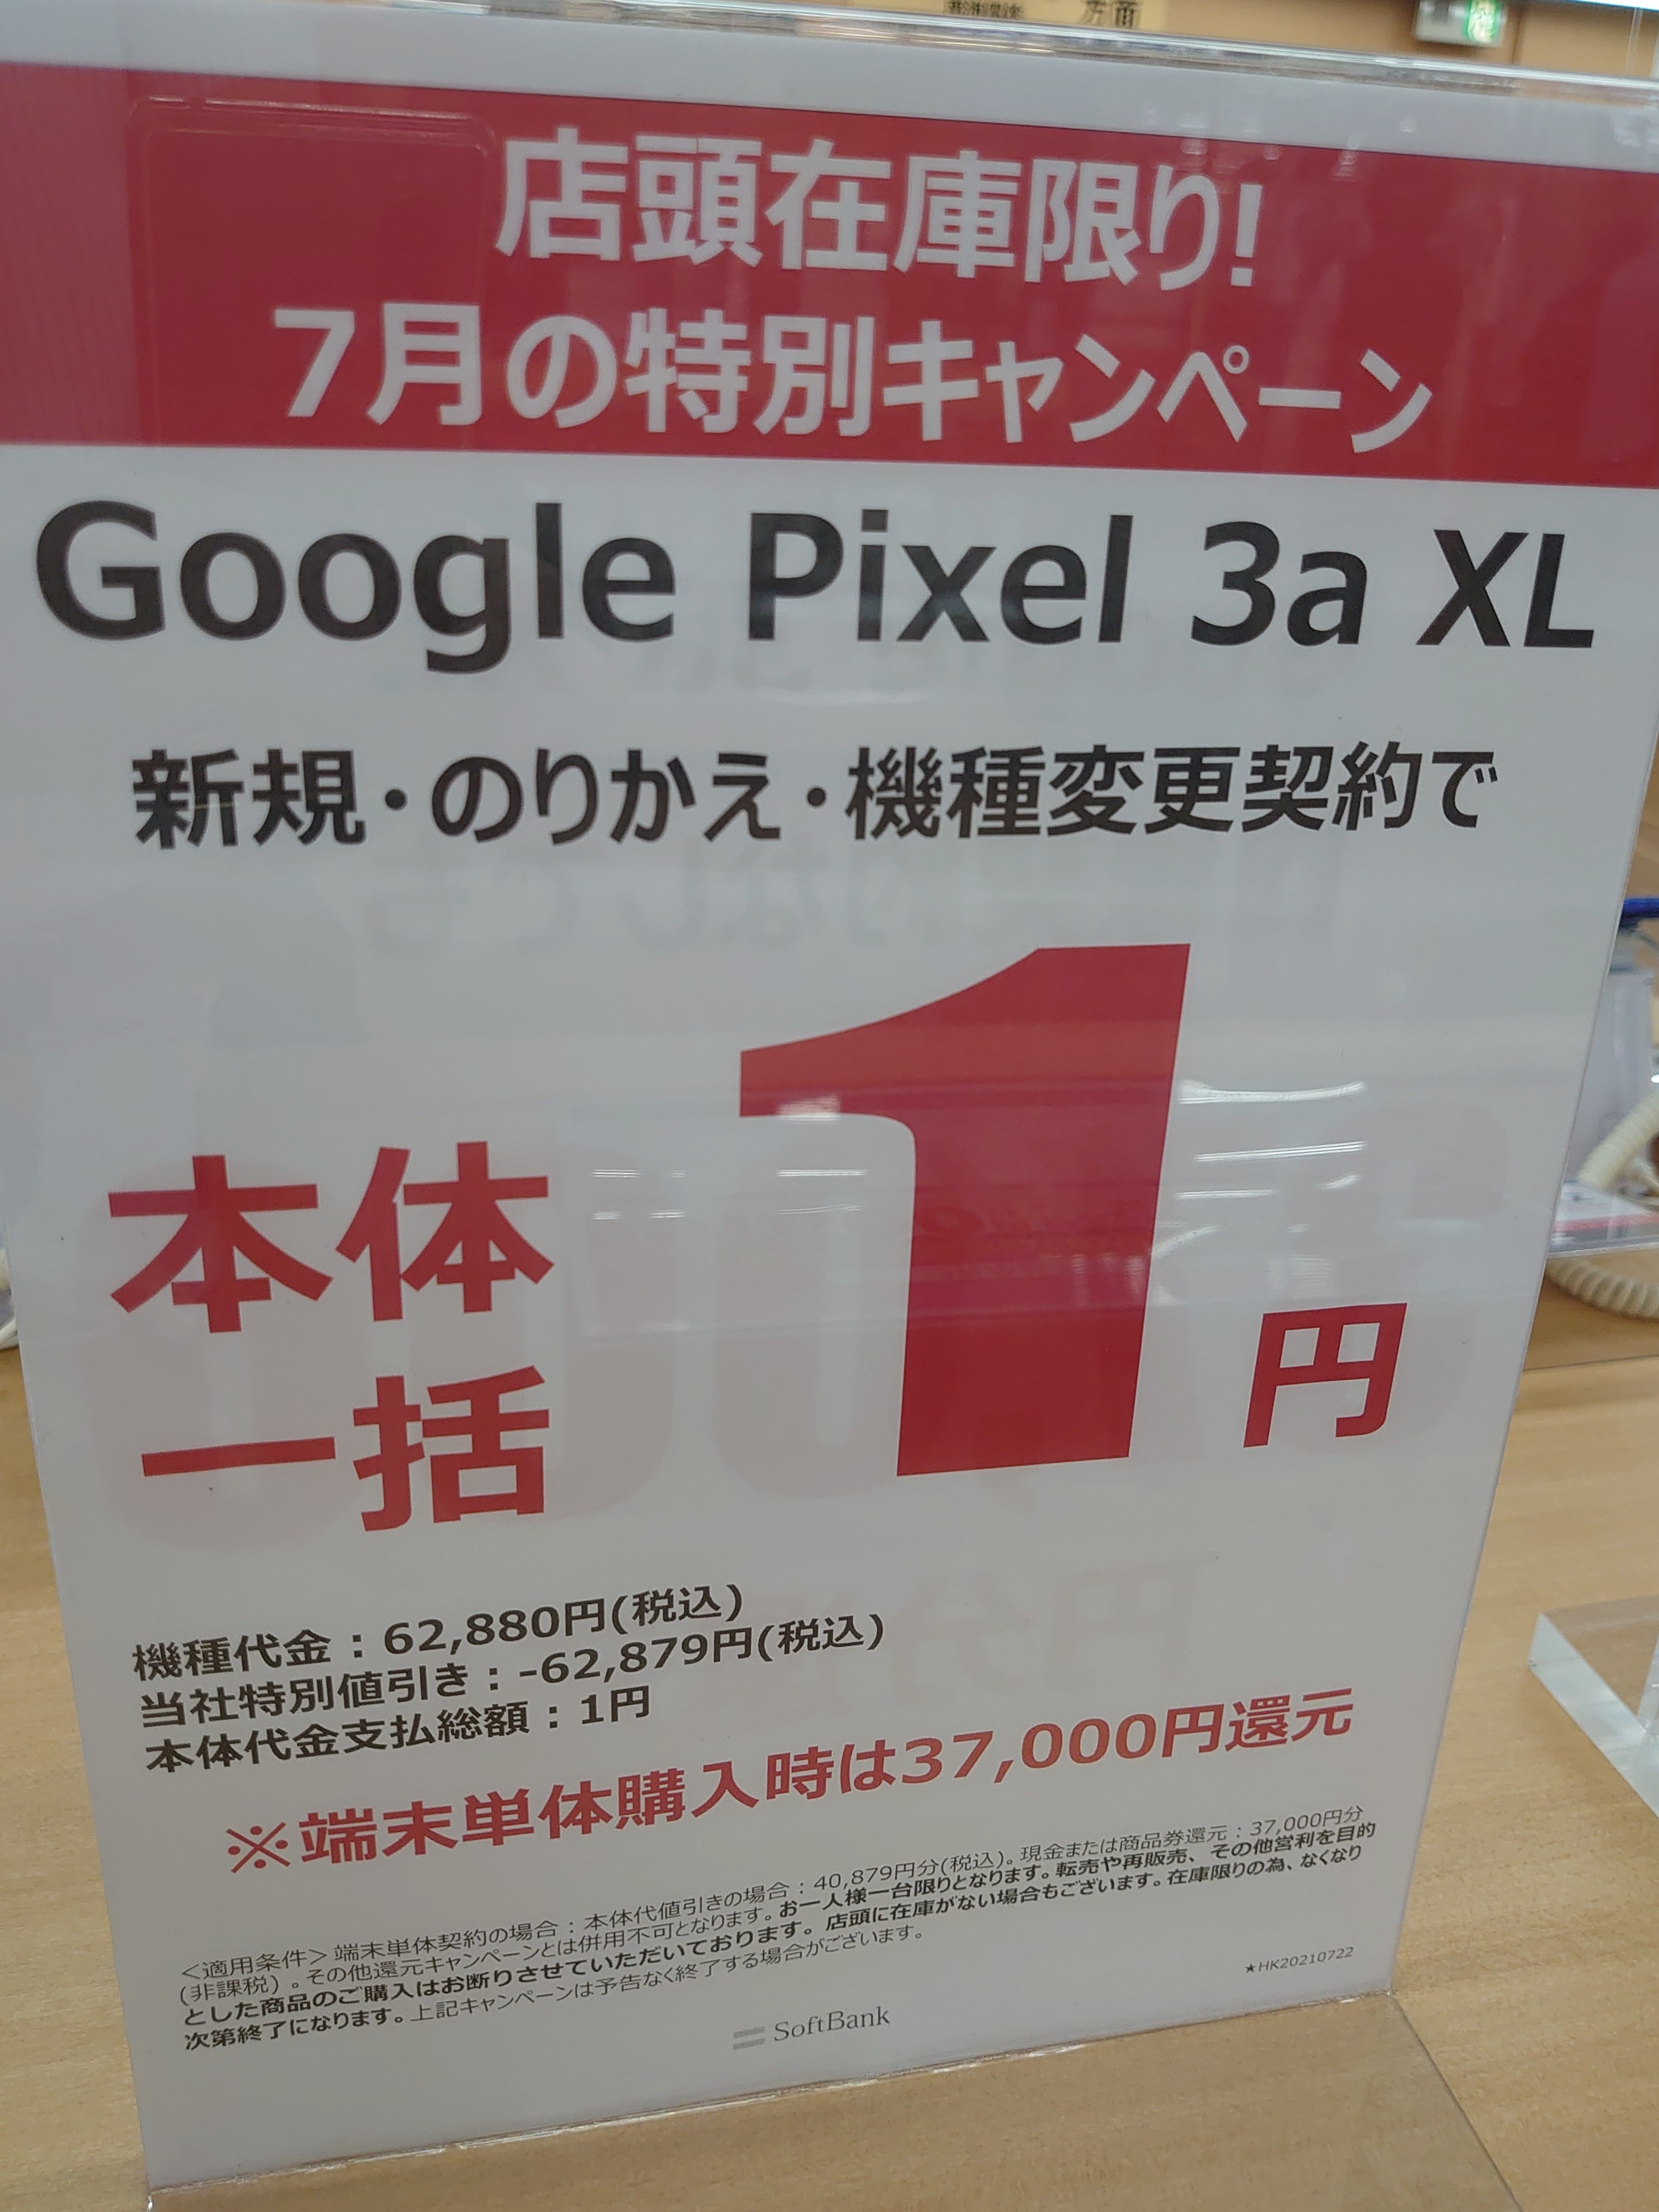 方面
店頭在庫限り!
7月の特別キャンペーン
Google Pixel 3a XL
新規・のりかえ・機種変更契約で
本体
一括
1円
機種代金：62,880円(税込)
当社特別値引き：-62,879円(税込)
本体代金支払総額：1円
※端末単体購入時は37,000円還元
＜適用条件＞端末単体契約の場合：本体代値引きの場合：40,879円分(税込)。現金または商品券還元：37,000円分
(非課税)。その他還元キャンペーンとは併用不可となります。お一人様一台限りとなります。転売や再販売、その他営利を目的
とした商品のご購入はお断りさせていただいております。店頭に在庫がない場合もございます。在庫限りの為、なくなり
次第終了になります。上記キャンペーンは予告なく終了する場合がございます。
★HK20210722
SoftBank